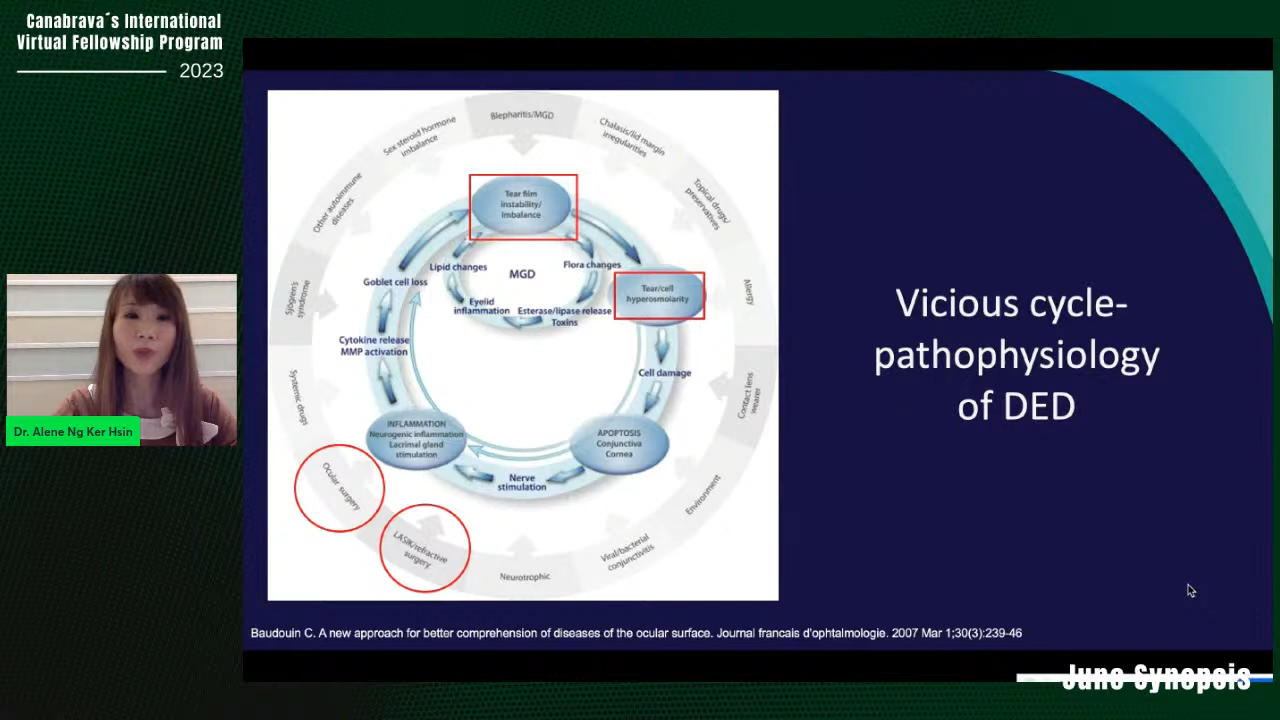 Canabrava´s International
Virtual Fellowship Program
2023
Blepharitis/MGD
Sex steroid hormone
imbalance
Chalasis/lid margin
irregularities
Other autoimmune
diseases
Topical drugs/
preservatives
Sjögren's
syndrome
Allergy
Systemic drugs
Contact lens
wearer
Ocular surgery
Environment
LASIK/refractive
surgery
Viral/bacterial
conjunctivitis
Neurotrophic
Tear film
instability/
imbalance
Lipid changes
MGD
Flora changes
Goblet cell loss
Tear/cell
hyperosmolarity
Eyelid
inflammation
Esterase/lipase release
Toxins
Cytokine release
MMP activation
Cell damage
INFLAMMATION
Neurogenic inflammation
Lacrimal gland
stimulation
APOPTOSIS
Conjunctiva
Cornea
Nerve
stimulation
Vicious cycle-
pathophysiology
of DED
Dr. Alene Ng Ker Hsin
Baudouin C. A new approach for better comprehension of diseases of the ocular surface. Journal francais d'ophtalmologie. 2007 Mar 1;30(3):239-46
June Synopsis